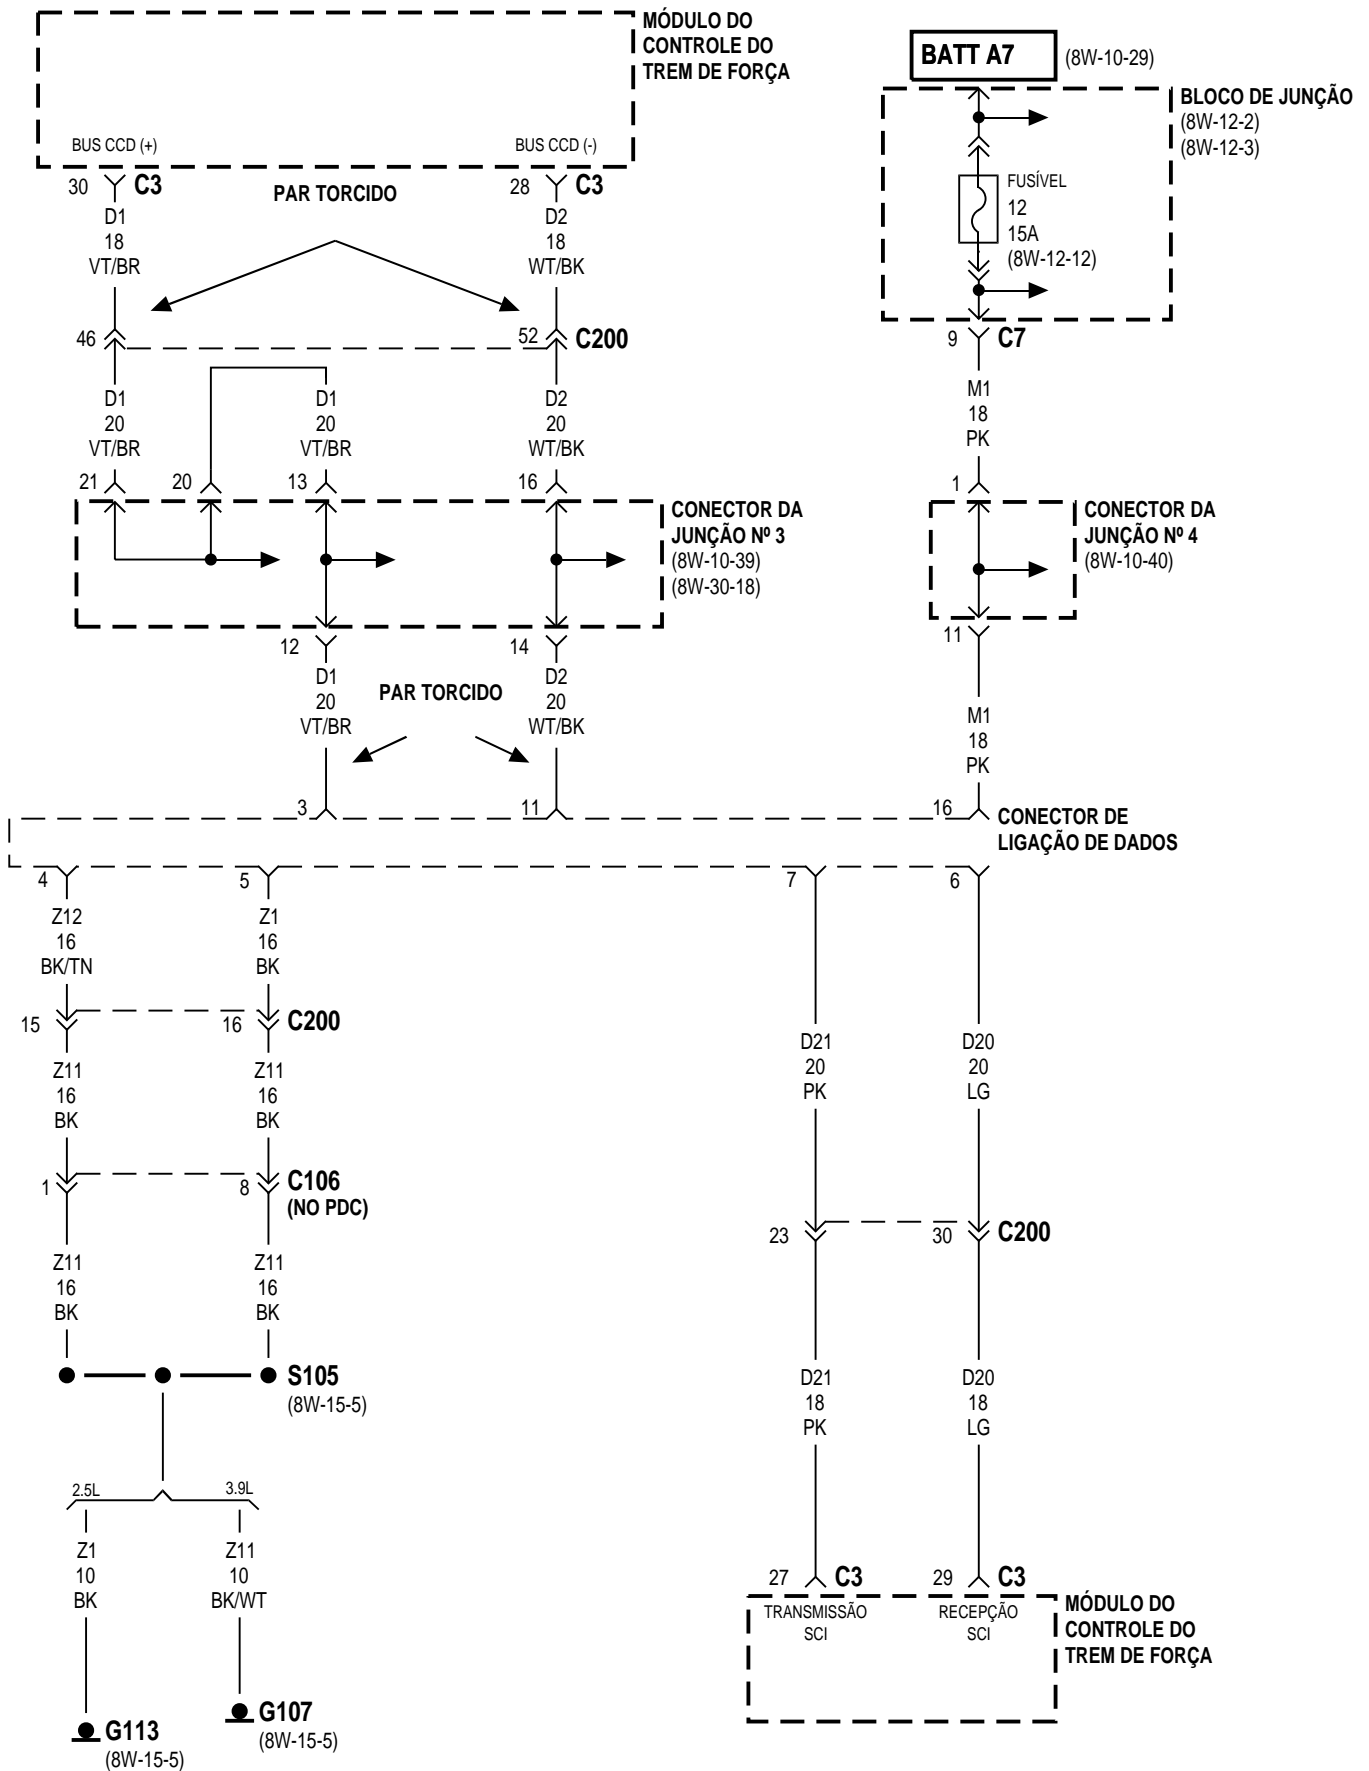 MÓDULO DO
CONTROLE DO
TREM DE FORÇA
BUS CCD (+)
BUS CCD (-)
30
C3
PAR TORCIDO
28
C3
D1
18
VT/BR
D2
18
WT/BK
46
52
C200
D1
20
VT/BR
D1
20
VT/BR
D2
20
WT/BK
21
20
13
16
CONECTOR DA
JUNÇÃO Nº 3
(8W-10-39)
(8W-30-18)
12
14
D1
20
VT/BR
PAR TORCIDO
D2
20
WT/BK
BATT A7
(8W-10-29)
BLOCO DE JUNÇÃO
(8W-12-2)
(8W-12-3)
FUSÍVEL
12
15A
(8W-12-12)
9
C7
M1
18
PK
1
CONECTOR DA
JUNÇÃO Nº 4
(8W-10-40)
11
M1
18
PK
3
11
16
CONECTOR DE
LIGAÇÃO DE DADOS
4
5
7
6
Z12
16
BK/TN
Z1
16
BK
15
16
C200
Z11
16
BK
Z11
16
BK
1
8
C106
(NO PDC)
Z11
16
BK
Z11
16
BK
S105
(8W-15-5)
2.5L
3.9L
Z1
10
BK
Z11
10
BK/WT
G113
(8W-15-5)
G107
(8W-15-5)
D21
20
PK
D20
20
LG
23
30
C200
D21
18
PK
D20
18
LG
27
C3
29
C3
TRANSMISSÃO
SCI
RECEPÇÃO
SCI
MÓDULO DO
CONTROLE DO
TREM DE FORÇA